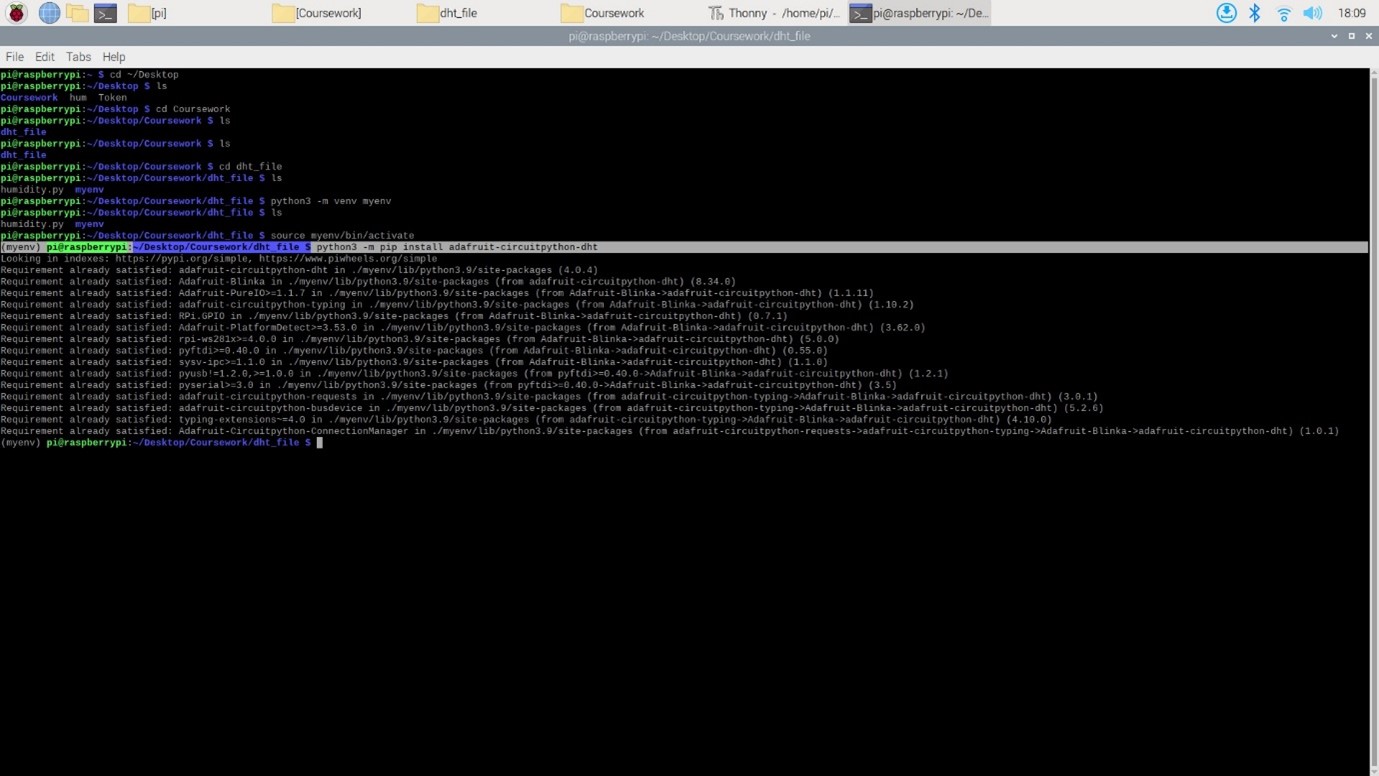 [pi]
[Coursework]
dht_file
Coursework
Thonny - /home/pi/...
pi@raspberrypi: ~/De...
18:09
pi@raspberrypi: ~/Desktop/Coursework/dht_file
File Edit Tabs Help
pi@raspberrypi:~ $ cd ~/Desktop
pi@raspberrypi:~/Desktop $ ls
Coursework hum Token
pi@raspberrypi:~/Desktop $ cd Coursework
pi@raspberrypi:~/Desktop/Coursework $ ls
dht_file
pi@raspberrypi:~/Desktop/Coursework $ ls
dht_file
pi@raspberrypi:~/Desktop/Coursework $ cd dht_file
pi@raspberrypi:~/Desktop/Coursework/dht_file $ ls
humidity.py myenv
pi@raspberrypi:~/Desktop/Coursework/dht_file $ python3 -m venv myenv
pi@raspberrypi:~/Desktop/Coursework/dht_file $ ls
humidity.py myenv
pi@raspberrypi:~/Desktop/Coursework/dht_file $ source myenv/bin/activate
(myenv) pi@raspberrypi:~/Desktop/Coursework/dht_file $ python3 -m pip install adafruit-circuitpython-dht
Looking in indexes: https://pypi.org/simple, https://www.piwheels.org/simple
Requirement already satisfied: adafruit-circuitpython-dht in ./myenv/lib/python3.9/site-packages (4.0.4)
Requirement already satisfied: Adafruit-Blinka in ./myenv/lib/python3.9/site-packages (from adafruit-circuitpython-dht) (8.34.0)
Requirement already satisfied: Adafruit-PureIO>=1.1.7 in ./myenv/lib/python3.9/site-packages (from Adafruit-Blinka->adafruit-circuitpython-dht) (1.1.11)
Requirement already satisfied: adafruit-circuitpython-typing in ./myenv/lib/python3.9/site-packages (from Adafruit-Blinka->adafruit-circuitpython-dht) (1.10.2)
Requirement already satisfied: RPi.GPIO in ./myenv/lib/python3.9/site-packages (from Adafruit-Blinka->adafruit-circuitpython-dht) (0.7.1)
Requirement already satisfied: Adafruit-PlatformDetect>=3.53.0 in ./myenv/lib/python3.9/site-packages (from Adafruit-Blinka->adafruit-circuitpython-dht) (3.62.0)
Requirement already satisfied: rpi-ws281x>=4.0.0 in ./myenv/lib/python3.9/site-packages (from Adafruit-Blinka->adafruit-circuitpython-dht) (5.0.0)
Requirement already satisfied: pyftdi>=0.40.0 in ./myenv/lib/python3.9/site-packages (from Adafruit-Blinka->adafruit-circuitpython-dht) (0.55.0)
Requirement already satisfied: sysv-ipc>=1.1.0 in ./myenv/lib/python3.9/site-packages (from Adafruit-Blinka->adafruit-circuitpython-dht) (1.1.0)
Requirement already satisfied: pyusb!=1.2.0,>=1.0.0 in ./myenv/lib/python3.9/site-packages (from pyftdi>=0.40.0->Adafruit-Blinka->adafruit-circuitpython-dht) (1.2.1)
Requirement already satisfied: pyserial>=3.0 in ./myenv/lib/python3.9/site-packages (from pyftdi>=0.40.0->Adafruit-Blinka->adafruit-circuitpython-dht) (3.5)
Requirement already satisfied: adafruit-circuitpython-requests in ./myenv/lib/python3.9/site-packages (from adafruit-circuitpython-typing->Adafruit-Blinka->adafruit-circuitpython-dht) (3.0.1)
Requirement already satisfied: adafruit-circuitpython-busdevice in ./myenv/lib/python3.9/site-packages (from adafruit-circuitpython-typing->Adafruit-Blinka->adafruit-circuitpython-dht) (5.2.6)
Requirement already satisfied: typing-extensions~=4.0 in ./myenv/lib/python3.9/site-packages (from adafruit-circuitpython-typing->Adafruit-Blinka->adafruit-circuitpython-dht) (4.10.0)
Requirement already satisfied: Adafruit-Circuitpython-ConnectionManager in ./myenv/lib/python3.9/site-packages (from adafruit-circuitpython-requests->adafruit-circuitpython-typing->Adafruit-Blinka->adafruit-circuitpython-dht) (1.0.1)
(myenv) pi@raspberrypi:~/Desktop/Coursework/dht_file $